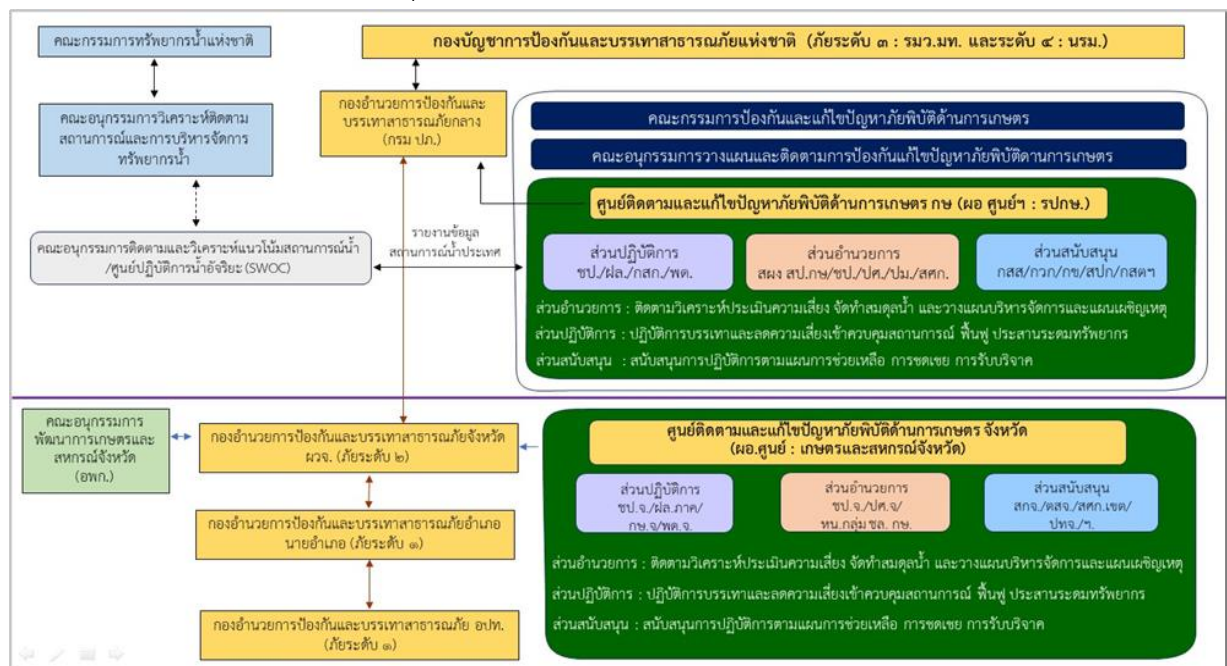 คณะกรรมการทรัพยากรน้ำแห่งชาติ
กองบัญชาการป้องกันและบรรเทาสาธารณภัยแห่งชาติ (ภัยระดับ ๓ : รมว.มท. และระดับ ๔ : นรม.)
คณะอนุกรรมการวิเคราะห์ติดตาม
สถานการณ์และการบริหารจัดการ
ทรัพยากรน้ำ
กองอำนวยการป้องกันและ
บรรเทาสาธารณภัยกลาง
(กรม ปภ.)
คณะกรรมการป้องกันและแก้ไขปัญหาภัยพิบัติด้านการเกษตร
คณะอนุกรรมการวางแผนและติดตามการป้องกันแก้ไขปัญหาภัยพิบัติดานการเกษตร
ศูนย์ติดตามและแก้ไขปัญหาภัยพิบัติด้านการเกษตร กษ (ผอ ศูนย์ฯ : รปกษ.)
คณะอนุกรรมการติดตามและวิเคราะห์แนวโน้มสถานการณ์น้ำ
/ศูนย์ปฏิบัติการน้ำอัจริยะ (SWOC)
รายงานข้อมูล
สถานการณ์น้ำประเทศ
ส่วนปฏิบัติการ
ชป./ฝล./กสก./พด.
ส่วนอำนวยการ
สผง สป.กษ/ชป./ปศ./ปม./สศก.
ส่วนสนับสนุน
กสส/กวก/กข/สปก/กสตฯ
ส่วนอำนวยการ : ติดตามวิเคราะห์ประเมินความเสี่ยง จัดทำสมดุลน้ำ และวางแผนบริหารจัดการและแผนเผชิญเหตุ
ส่วนปฏิบัติการ : ปฏิบัติการบรรเทาและลดความเสี่ยงเข้าควบคุมสถานการณ์ ฟื้นฟู ประสานระดมทรัพยากร
ส่วนสนับสนุน : สนับสนุนการปฏิบัติการตามแผนการช่วยเหลือ การชดเชย การรับบริจาค
คณะอนุกรรมการ
พัฒนาการเกษตรและ
สหกรณ์จังหวัด
(อพก.)
กองอำนวยการป้องกันและบรรเทาสาธารณภัยจังหวัด
ผวจ. (ภัยระดับ ๒)
ศูนย์ติดตามและแก้ไขปัญหาภัยพิบัติด้านการเกษตร จังหวัด
(ผอ.ศูนย์ : เกษตรและสหกรณ์จังหวัด)
ส่วนปฏิบัติการ
ชป.จ./ฝล.ภาค/
กษ.จ/พด.จ.
ส่วนอำนวยการ
ชป.จ./ปศ.จ/
หน.กลุ่ม ชล. กษ.
ส่วนสนับสนุน
สกจ./ตสจ./สศก.เขต/
ปทจ./ฯ.
กองอำนวยการป้องกันและบรรเทาสาธารณภัยอำเภอ
นายอำเภอ (ภัยระดับ ๑)
ส่วนอำนวยการ : ติดตามวิเคราะห์ประเมินความเสี่ยง จัดทำสมดุลน้ำ และวางแผนบริหารจัดการและแผนเผชิญเหตุ
ส่วนปฏิบัติการ : ปฏิบัติการบรรเทาและลดความเสี่ยงเข้าควบคุมสถานการณ์ ฟื้นฟู ประสานระดมทรัพยากร
ส่วนสนับสนุน : สนับสนุนการปฏิบัติการตามแผนการช่วยเหลือ การชดเชย การรับบริจาค
กองอำนวยการป้องกันและบรรเทาสาธารณภัย อปท.
(ภัยระดับ ๑)